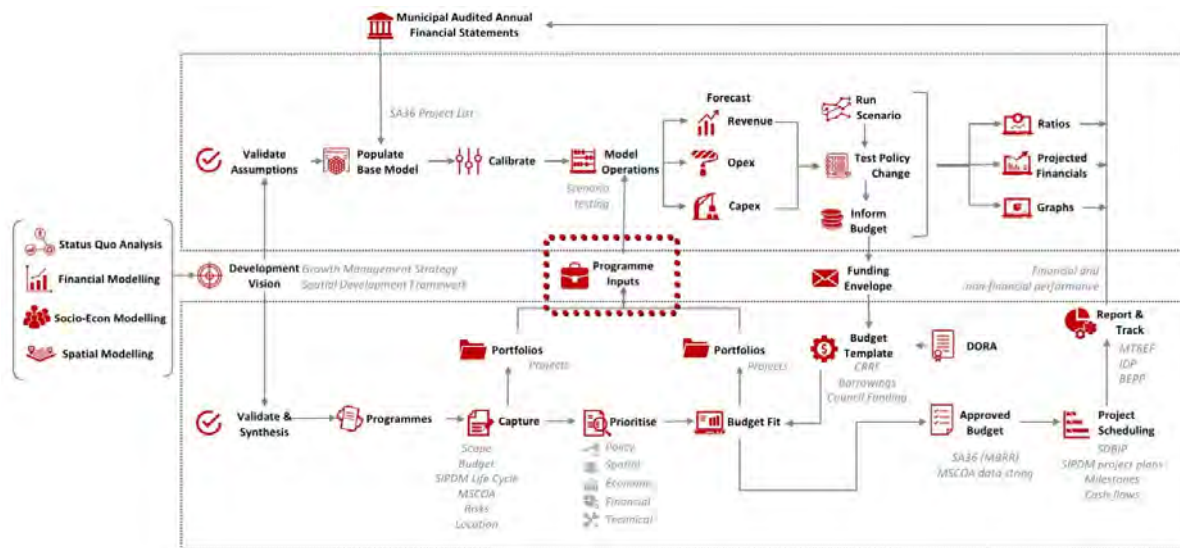 Municipal Audited Annual
Financial Statements
SA36 Project List
Validate
Assumptions
Populate
Base Model
Calibrate
Model
Operations
Scenario
testing
Forecast
Revenue
Opex
Capex
Run
Scenario
Test Policy
Change
Inform
Budget
Ratios
Projected
Financials
Graphs
Status Quo Analysis
Financial Modelling
Socio-Econ Modelling
Spatial Modelling
Development
Vision
Growth Management Strategy
Spatial Development Framework
Programme
Inputs
Funding
Envelope
Financial and
non-financial performance
Portfolios
Projects
Portfolios
Projects
Budget
Template
CRRF
Borrowings
Council Funding
DORA
Report &
Track
MTREF
IDP
BEPP
Validate &
Synthesis
Programmes
Capture
Scope
Budget
SIPDM Life Cycle
MSCOA
Risks
Location
Prioritise
Policy
Spatial
Economic
Financial
Technical
Budget Fit
Approved
Budget
SA36 (MBRR)
MSCOA data string
Project
Scheduling
SDBIP
SIPDM project plans
Milestones
Cash flows